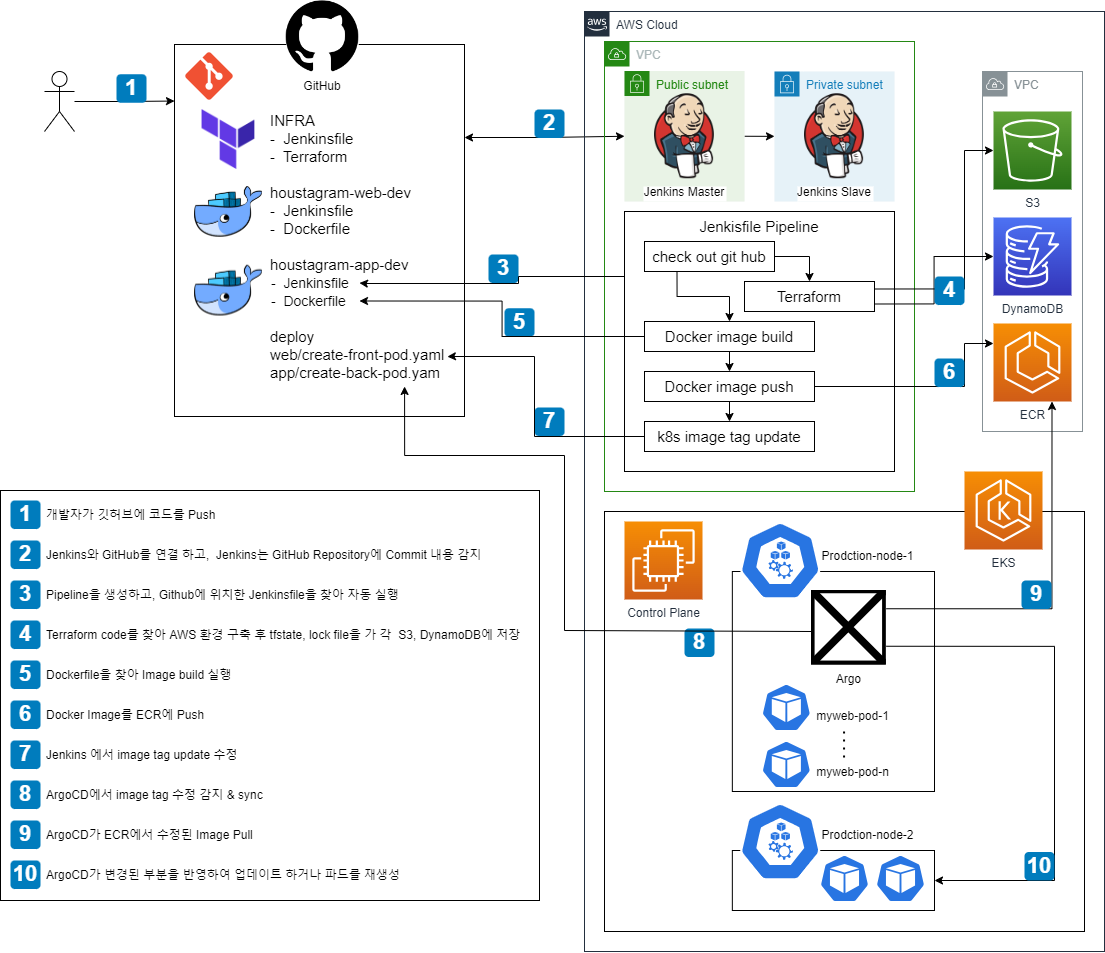 GitHub
1
INFRA
- Jenkinsfile
- Terraform
houstagram-web-dev
- Jenkinsfile
- Dockerfile
houstagram-app-dev
- Jenkinsfile
- Dockerfile
deploy
web/create-front-pod.yaml
app/create-back-pod.yaml
2
3
5
7
aws
AWS Cloud
VPC
Public subnet
Jenkins Master
Private subnet
Jenkins Slave
Jenkisfile Pipeline
check out git hub
Terraform
Docker image build
Docker image push
k8s image tag update
4
6
VPC
S3
DynamoDB
ECR
EKS
Control Plane
Prodction-node-1
Argo
myweb-pod-1
myweb-pod-n
8
9
Prodction-node-2
10
1 개발자가 깃허브에 코드를 Push
2 Jenkins와 GitHub를 연결 하고, Jenkins는 GitHub Repository에 Commit 내용 감지
3 Pipeline을 생성하고, Github에 위치한 Jenkinsfile을 찾아 자동 실행
4 Terraform code를 찾아 AWS 환경 구축 후 tfstate, lock file을 가 각 S3, DynamoDB에 저장
5 Dockerfile을 찾아 Image build 실행
6 Docker Image를 ECR에 Push
7 Jenkins 에서 image tag update 수정
8 ArgoCD에서 image tag 수정 감지 & sync
9 ArgoCD가 ECR에서 수정된 Image Pull
10 ArgoCD가 변경된 부분을 반영하여 업데이트 하거나 파드를 재생성